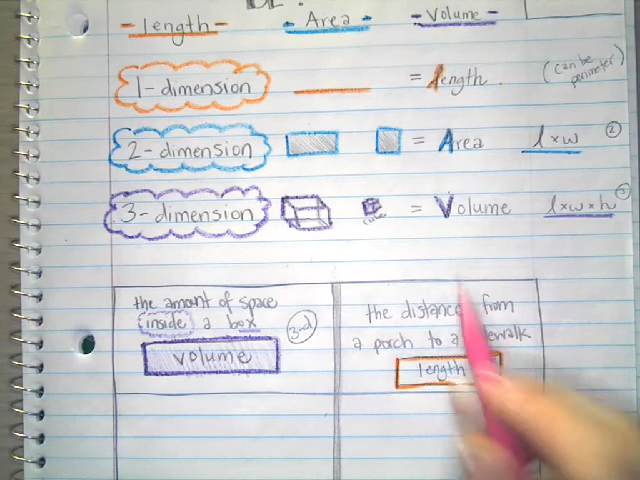 - length - - Area - - Volume -
1-dimension = length. (can be perimeter)
2-dimension = Area l x w ②
3-dimension = Volume l x w x h
the amount of space
inside a box 3-d
volume
the distance from
a porch to a
length